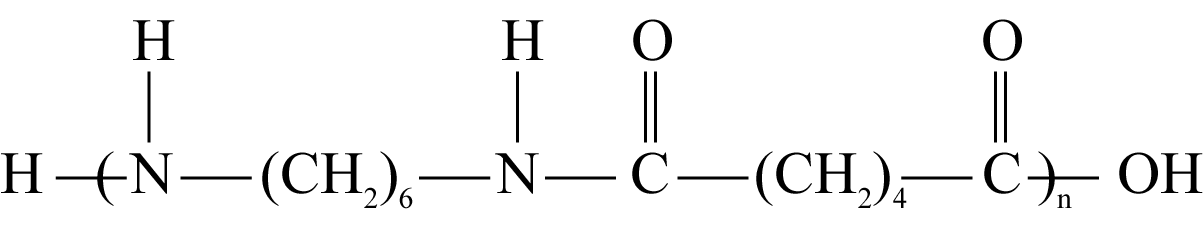 H H O O
H ( N (CH₂)₆ N C (CH₂)₄ C )ₙ OH